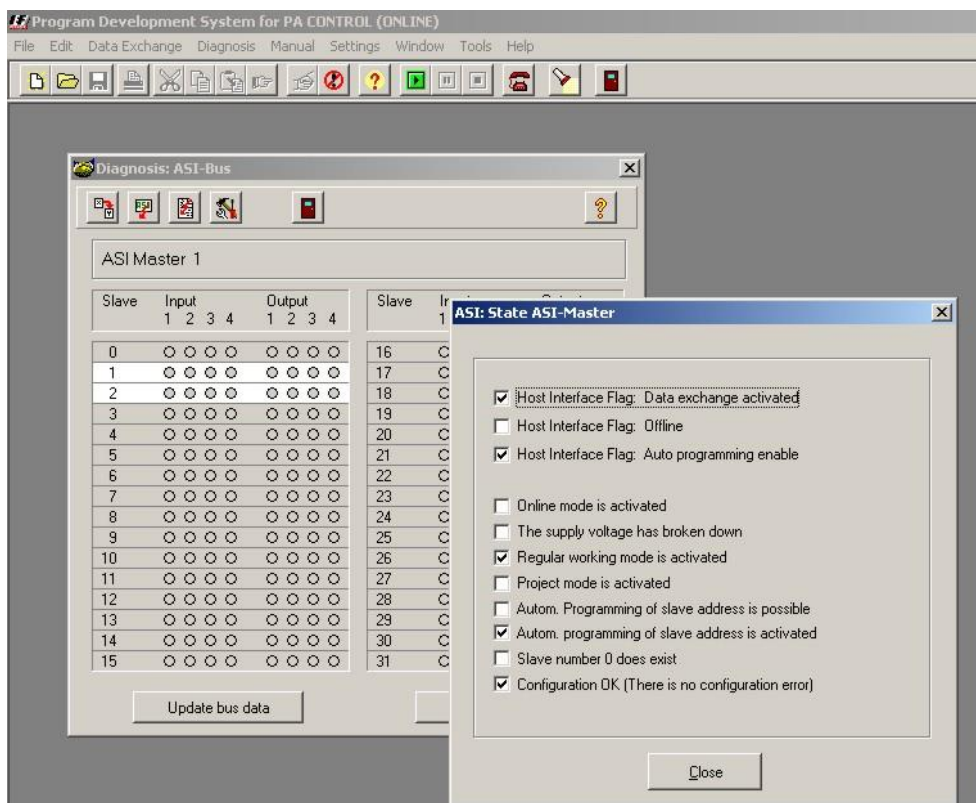 Program Development System for PA CONTROL (ONLINE)
File Edit Data Exchange Diagnosis Manual Settings Window Tools Help
Diagnosis: ASI-Bus
ASI Master 1
Slave Input Output Slave
1 2 3 4 1 2 3 4 1
0 16
1 17
2 18
3 19
4 20
5 21
6 22
7 23
8 24
9 25
10 26
11 27
12 28
13 29
14 30
15 31
Update bus data
ASI: State ASI-Master
Host Interface Flag: Data exchange activated
Host Interface Flag: Offline
Host Interface Flag: Auto programming enable
Online mode is activated
The supply voltage has broken down
Regular working mode is activated
Project mode is activated
Autom. Programming of slave address is possible
Autom. programming of slave address is activated
Slave number 0 does exist
Configuration OK (There is no configuration error)
Close